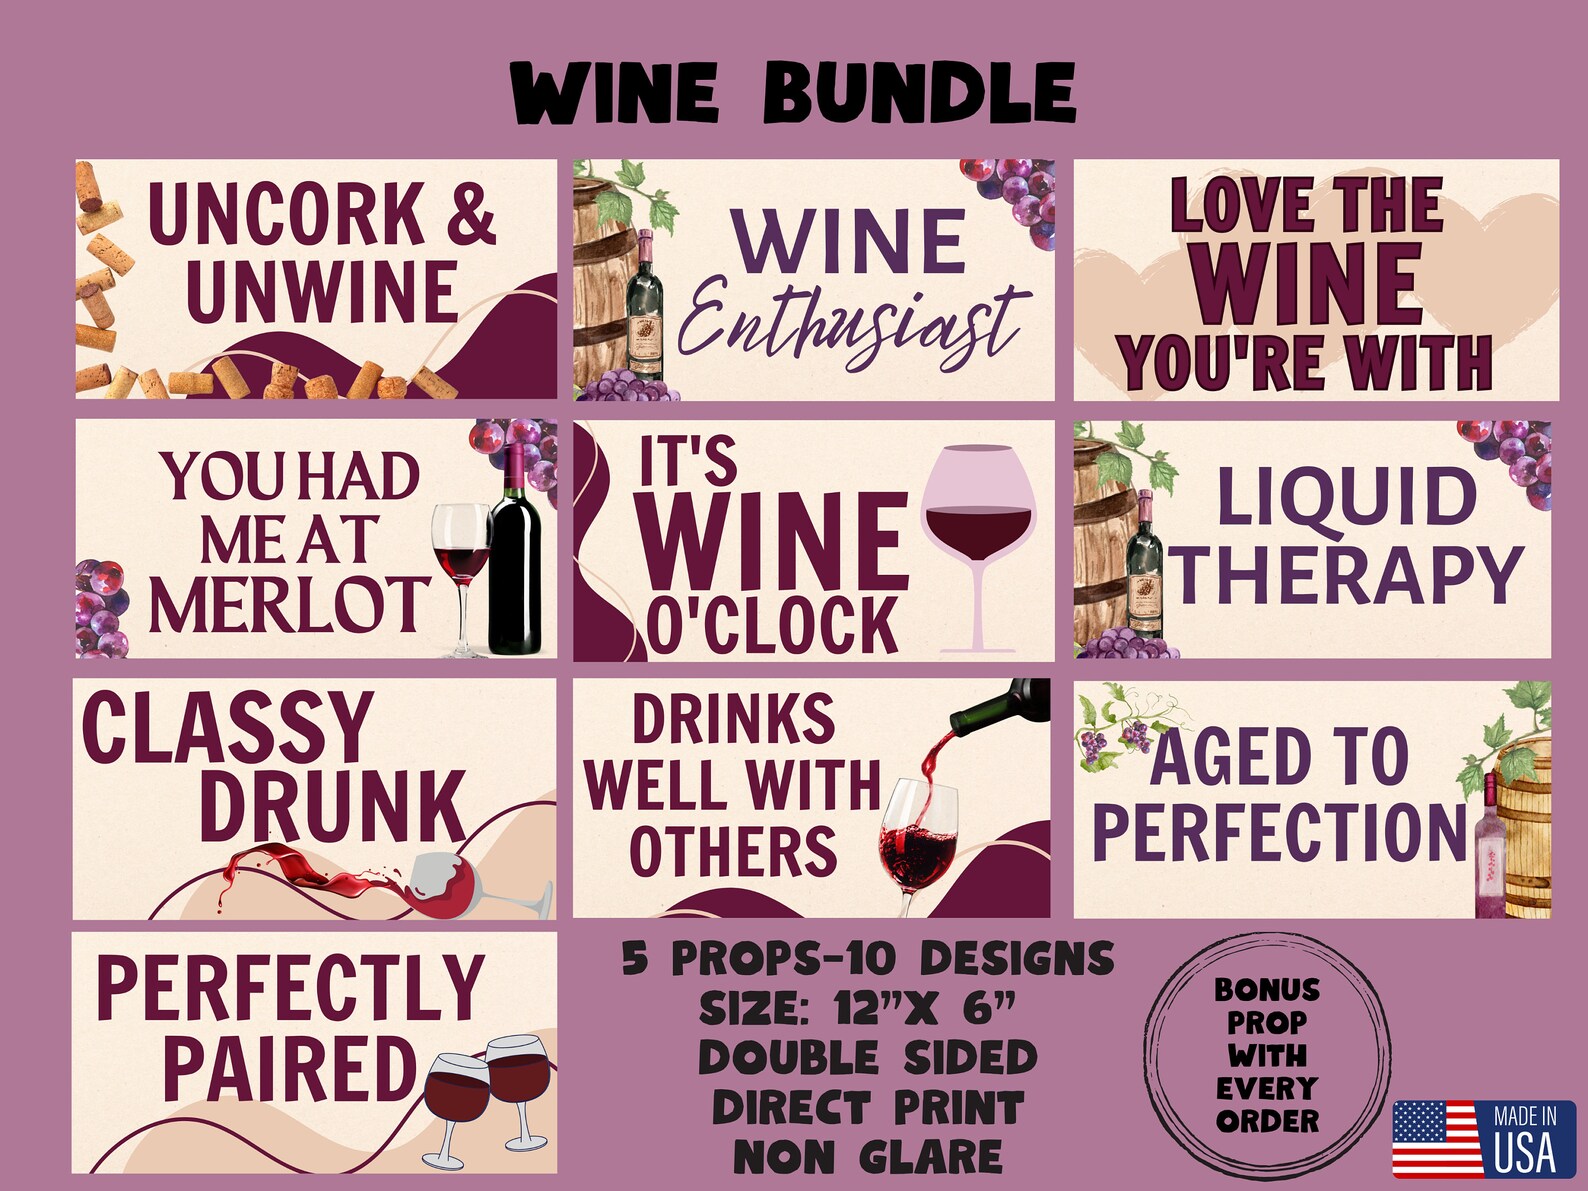 WINE BUNDLE
UNCORK &
UNWINE
WINE
Enthusiast
LOVE THE
WINE
YOU'RE WITH
YOU HAD
ME AT
MERLOT
IT'S
WINE
O'CLOCK
LIQUID
THERAPY
CLASSY
DRUNK
DRINKS
WELL WITH
OTHERS
AGED TO
PERFECTION
PERFECTLY
PAIRED
5 PROPS-10 DESIGNS
SIZE: 12”X 6”
DOUBLE SIDED
DIRECT PRINT
NON GLARE
BONUS
PROP
WITH
EVERY
ORDER
MADE IN
USA